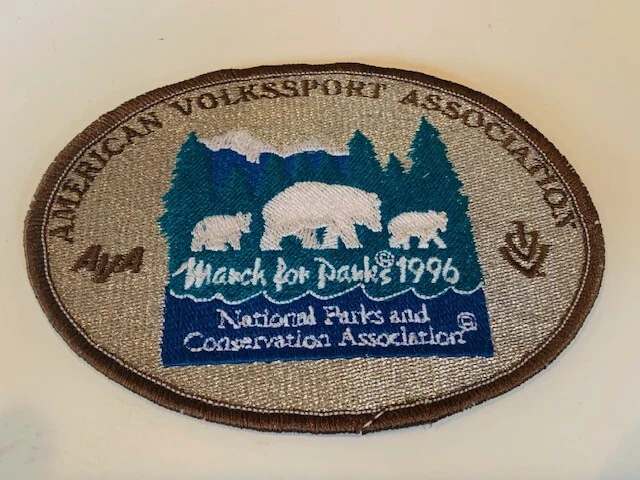 AMERICAN VOLKSSPORT ASSOCIATION
AVA
March for Parks® 1996
National Parks and
Conservation Association®